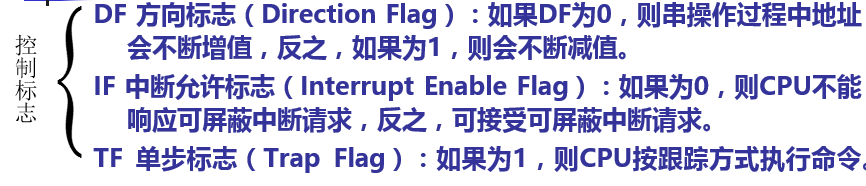 控制标志
DF 方向标志（Direction Flag）：如果DF为0，则串操作过程中地址
会不断增值，反之，如果为1，则会不断减值。
IF 中断允许标志（Interrupt Enable Flag）：如果为0，则CPU不能
响应可屏蔽中断请求，反之，可接受可屏蔽中断请求。
TF 单步标志（Trap Flag）：如果为1，则CPU按跟踪方式执行命令。